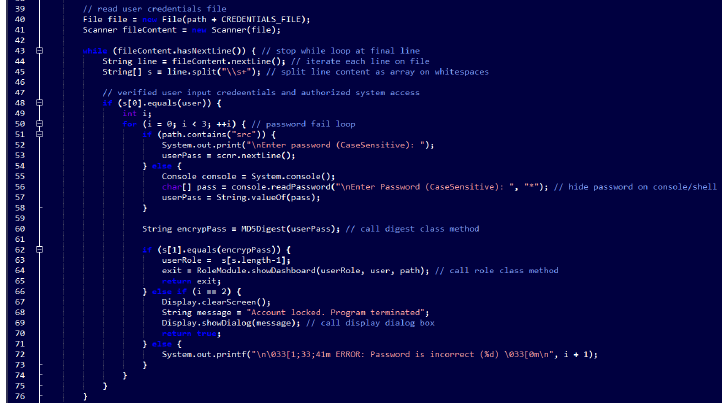 39 // read user credentials file
40 File file = new File(path + CREDENTIALS_FILE);
41 Scanner fileContent = new Scanner(file);
42
43 while (fileContent.hasNextLine()) { // stop while loop at final line
44 String line = fileContent.nextLine(); // iterate each line on file
45 String[] s = line.split("\\s+"); // split line content as array on whitespaces
46
47 // verified user input credeentials and authorized system access
48 if (s[0].equals(user)) {
49 int i;
50 for (i = 0; i < 3; ++i) { // password fail loop
51 if (path.contains("src")) {
52 System.out.print("\nEnter password (CaseSensitive): ");
53 userPass = scnr.nextLine();
54 } else {
55 Console console = System.console();
56 char[] pass = console.readPassword("\nEnter Password (CaseSensitive): ", "*"); // hide password on console/shell
57 userPass = String.valueOf(pass);
58 }
59
60 String encrypPass = MD5Digest(userPass); // call digest class method
61
62 if (s[1].equals(encrypPass)) {
63 userRole = s[s.length-1];
64 exit = RoleModule.showDashboard(userRole, user, path); // call role class method
65 return exit;
66 } else if (i == 2) {
67 Display.clearScreen();
68 String message = "Account locked. Program terminated";
69 Display.showDialog(message); // call display dialog box
70 return true;
71 } else {
72 System.out.printf("\n\033[1;33;41m ERROR: Password is incorrect (%d) \033[0m\n", i + 1);
73 }
74 }
75 }
76 }